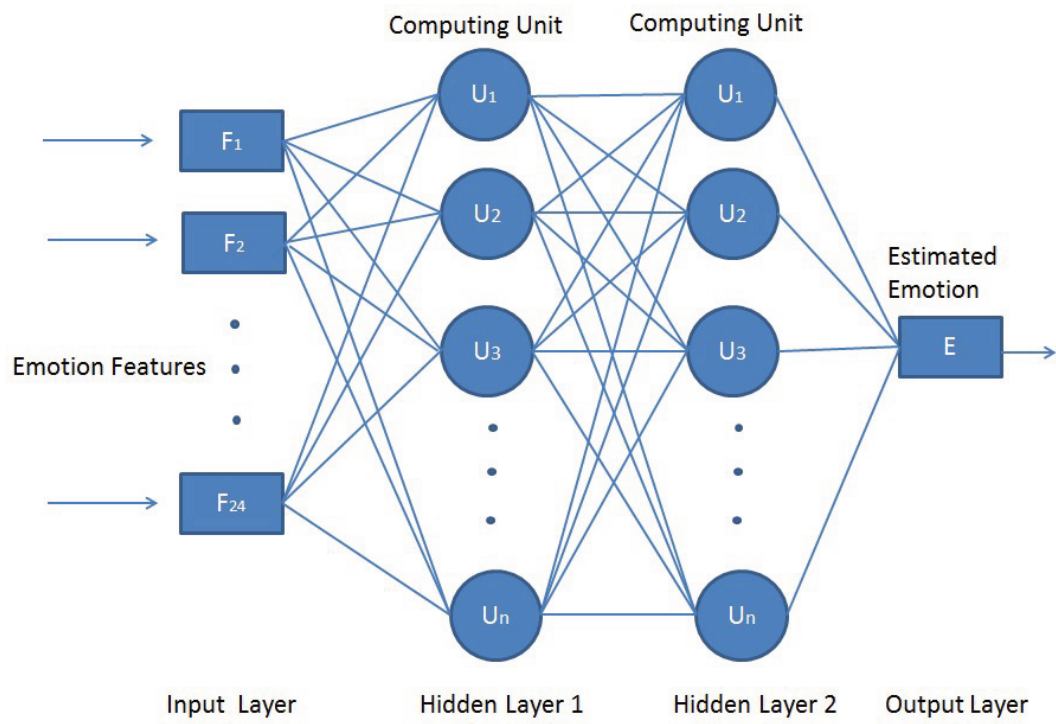 Computing Unit
Computing Unit
U1
U1
F1
U2
U2
F2
Estimated
Emotion
U3
U3
E
Emotion Features
F24
Un
Un
Input Layer
Hidden Layer 1
Hidden Layer 2
Output Layer